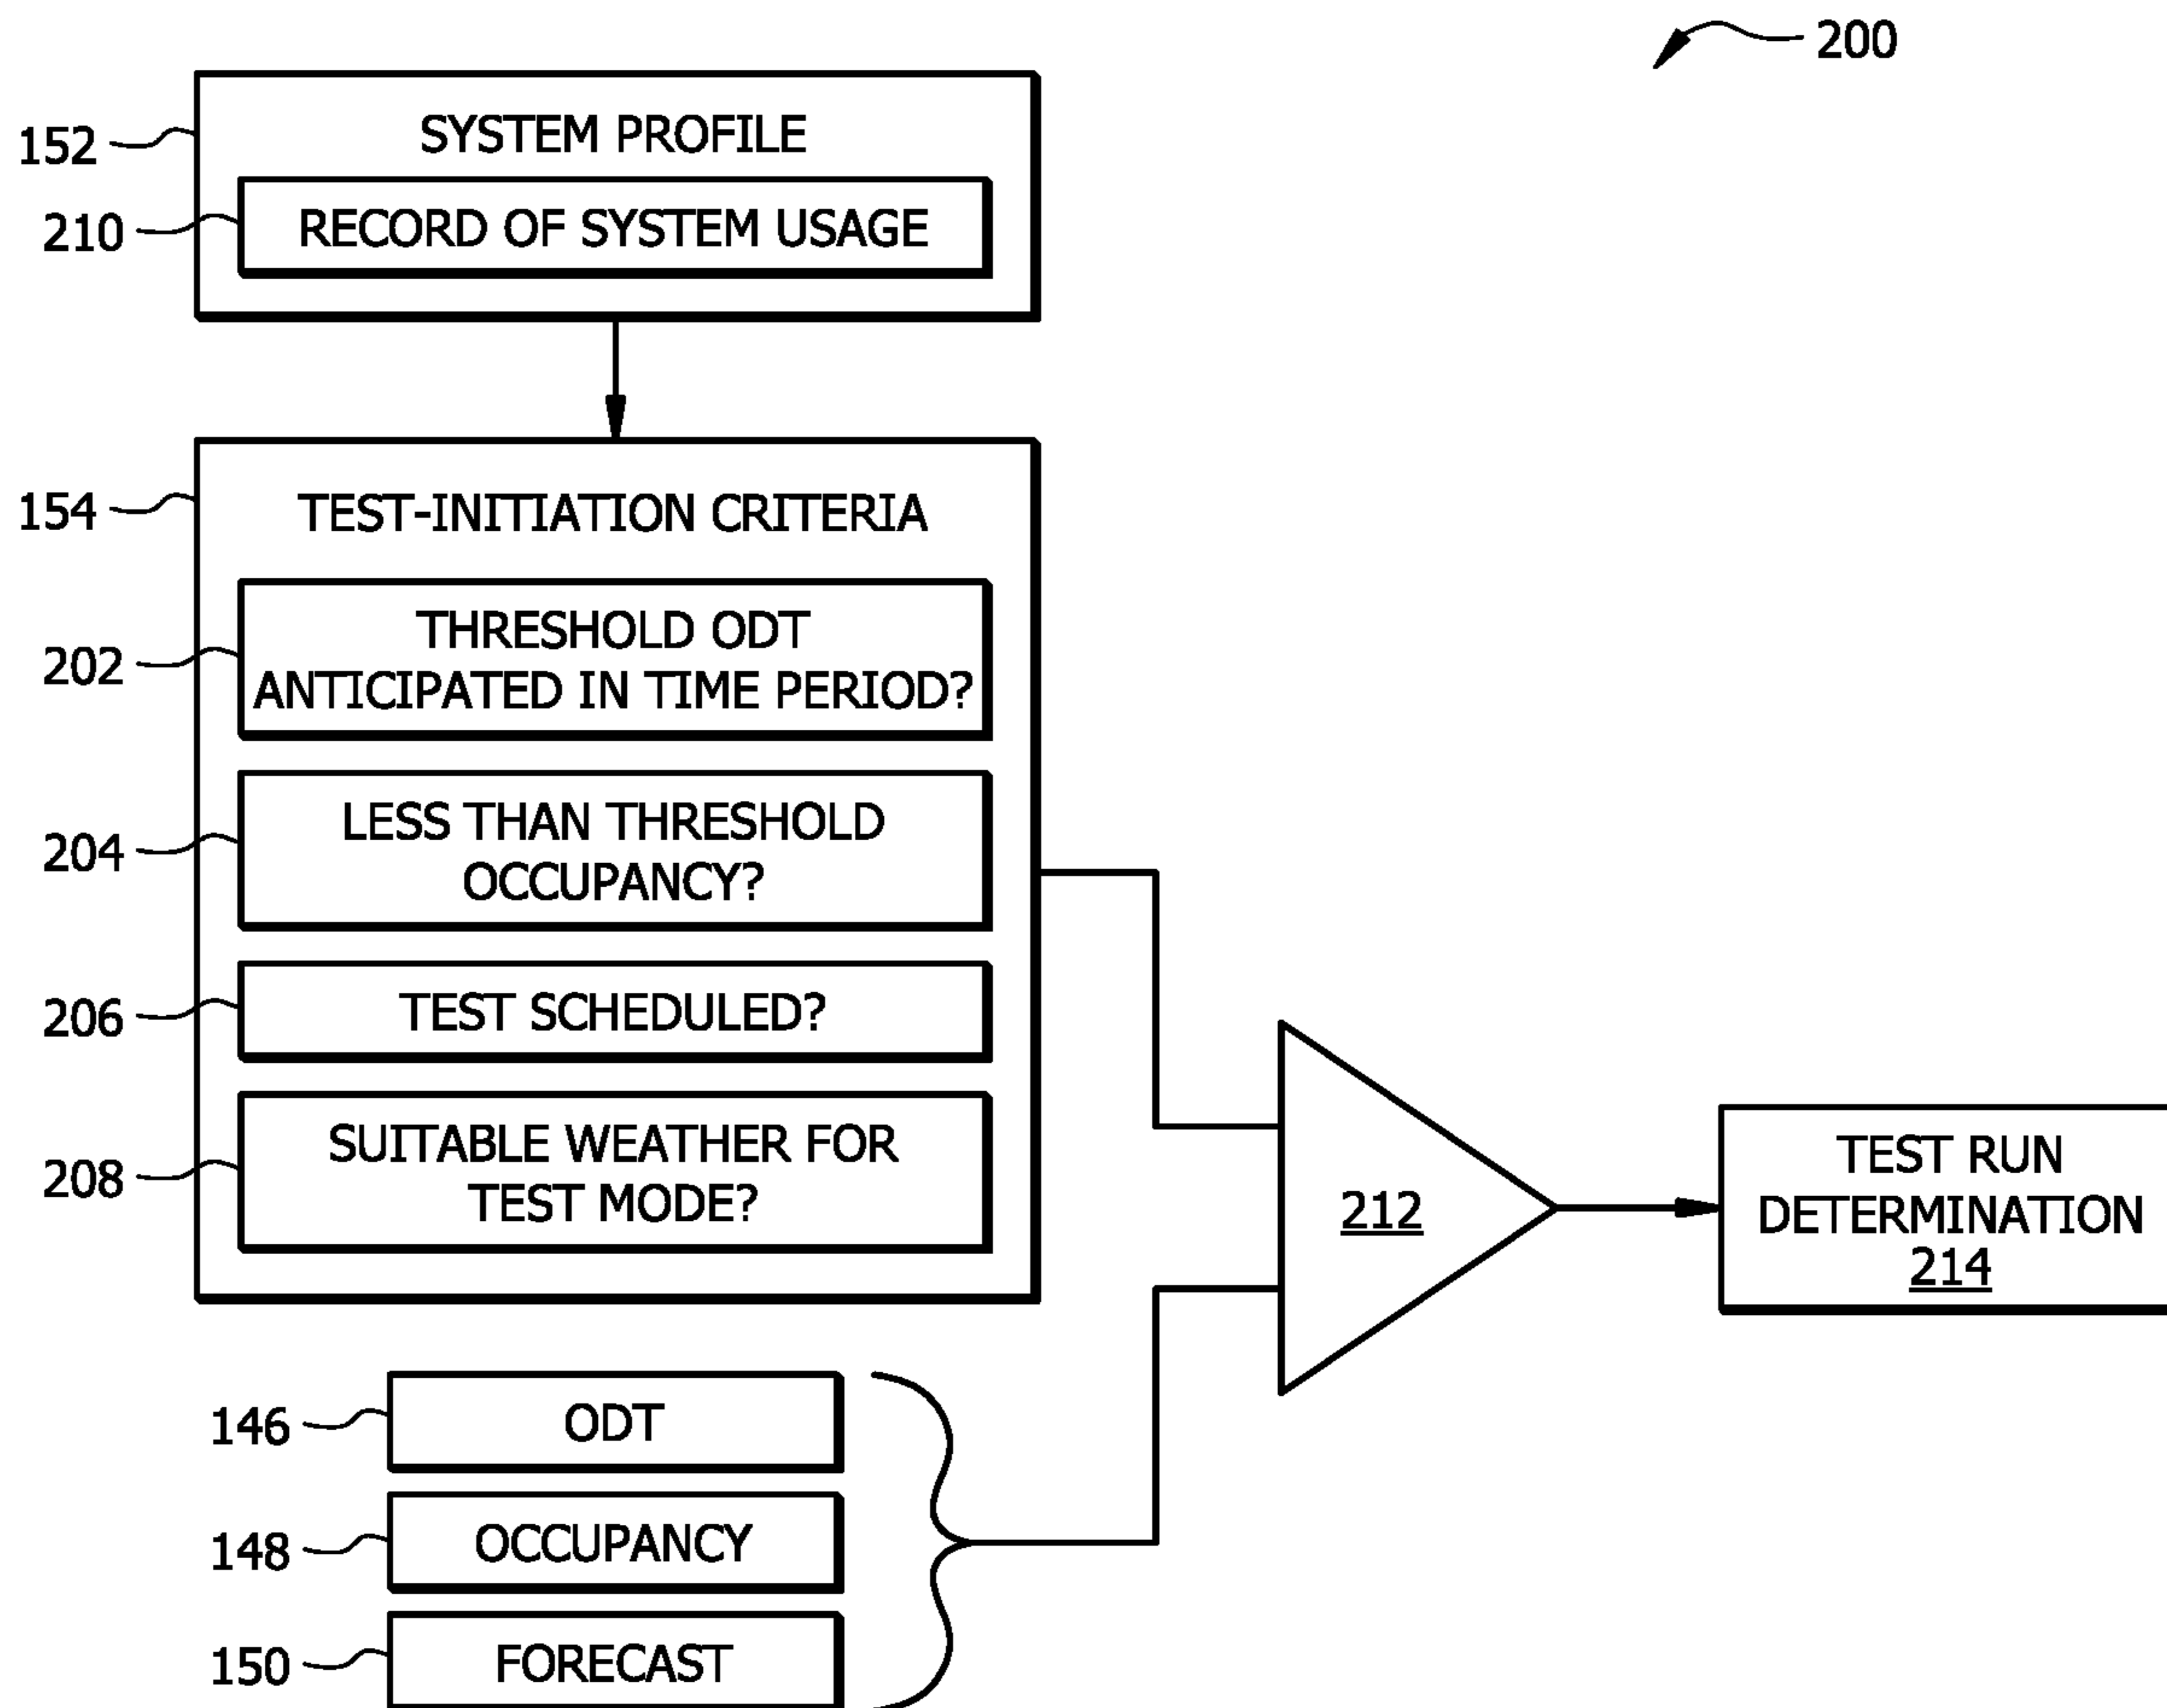 200
152
SYSTEM PROFILE
210
RECORD OF SYSTEM USAGE
154
TEST-INITIATION CRITERIA
202
THRESHOLD ODT
ANTICIPATED IN TIME PERIOD?
204
LESS THAN THRESHOLD
OCCUPANCY?
206
TEST SCHEDULED?
208
SUITABLE WEATHER FOR
TEST MODE?
212
TEST RUN
DETERMINATION
214
146
ODT
148
OCCUPANCY
150
FORECAST